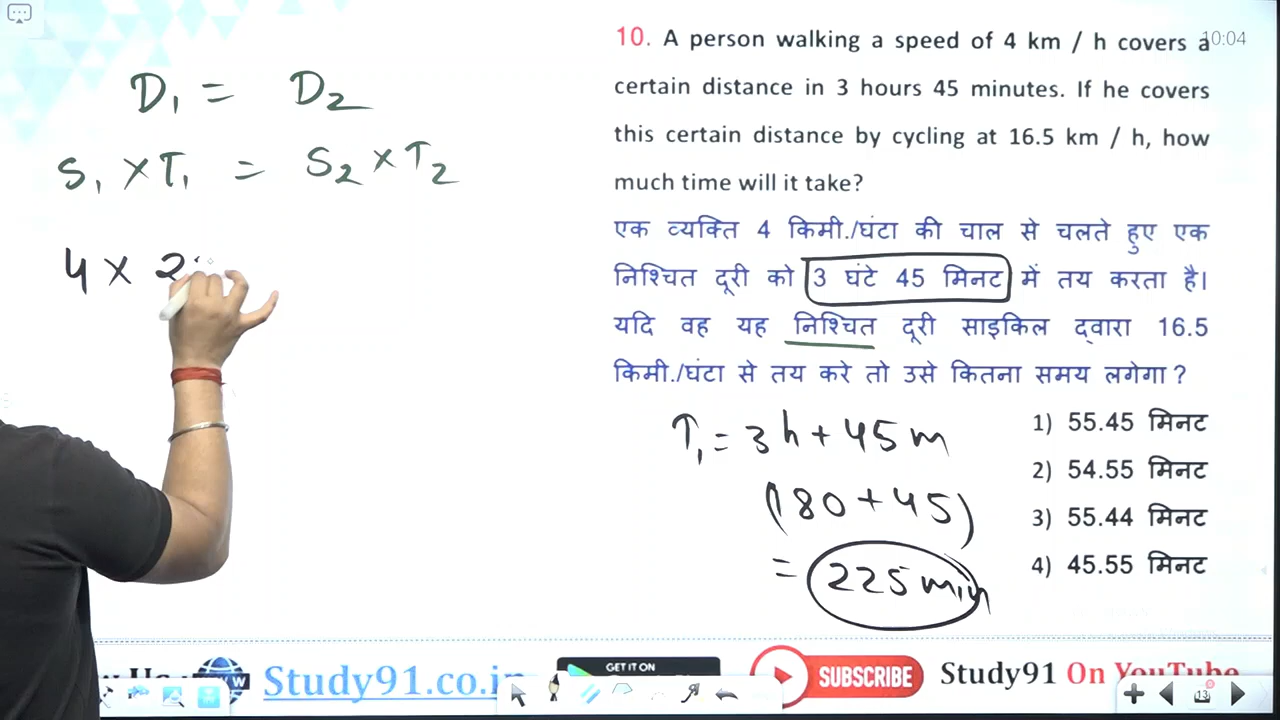 10. A person walking a speed of 4 km / h covers a
10:04
certain distance in 3 hours 45 minutes. If he covers
this certain distance by cycling at 16.5 km / h, how
much time will it take?
एक व्यक्ति 4 किमी./घंटा की चाल से चलते हुए एक
निश्चित दूरी को 3 घंटे 45 मिनट में तय करता है।
यदि वह यह निश्चित दूरी साइकिल द्वारा 16.5
किमी./घंटा से तय करे तो उसे कितना समय लगेगा ?
1) 55.45 मिनट
2) 54.55 मिनट
3) 55.44 मिनट
4) 45.55 मिनट
D₁ = D₂
S₁ × T₁ = S₂ × T₂
4 × 2
T₁ = 3h + 45m
(180 + 45)
= 225 min
Us
Study91.co.in
GET IT ON
SUBSCRIBE
Study91 On YouTube
13